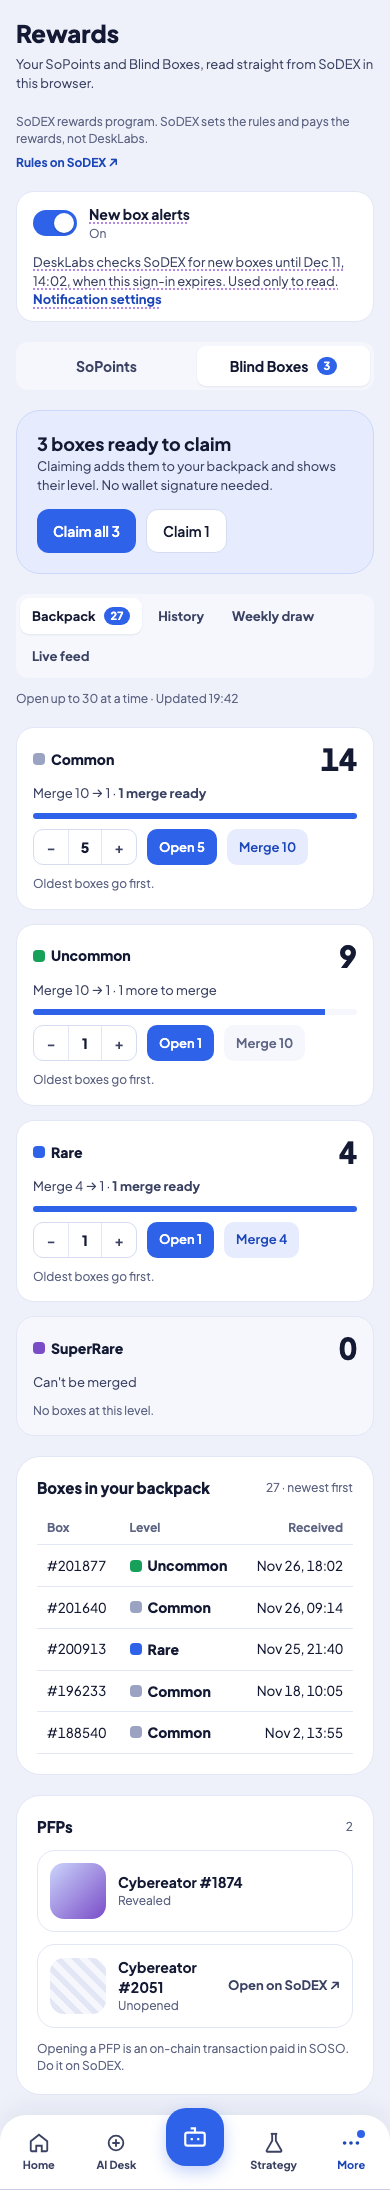 Rewards
Your SoPoints and Blind Boxes, read straight from SoDEX in
this browser.
SoDEX rewards program. SoDEX sets the rules and pays the
rewards, not DeskLabs.
Rules on SoDEX ↗
New box alerts
On
DeskLabs checks SoDEX for new boxes until Dec 11,
14:02, when this sign-in expires. Used only to read.
Notification settings
SoPoints
Blind Boxes 3
3 boxes ready to claim
Claiming adds them to your backpack and shows
their level. No wallet signature needed.
Claim all 3
Claim 1
Backpack 27
History
Weekly draw
Live feed
Open up to 30 at a time · Updated 19:42
Common 14
Merge 10 → 1 · 1 merge ready
− 5 +
Open 5
Merge 10
Oldest boxes go first.
Uncommon 9
Merge 10 → 1 · 1 more to merge
− 1 +
Open 1
Merge 10
Oldest boxes go first.
Rare 4
Merge 4 → 1 · 1 merge ready
− 1 +
Open 1
Merge 4
Oldest boxes go first.
SuperRare 0
Can't be merged
No boxes at this level.
Boxes in your backpack 27 · newest first
Box Level Received
#201877 Uncommon Nov 26, 18:02
#201640 Common Nov 26, 09:14
#200913 Rare Nov 25, 21:40
#196233 Common Nov 18, 10:05
#188540 Common Nov 2, 13:55
PFPs 2
Cybereator #1874
Revealed
Cybereator
#2051
Unopened
Open on SoDEX ↗
Opening a PFP is an on-chain transaction paid in SOSO.
Do it on SoDEX.
Home
AI Desk
Strategy
More